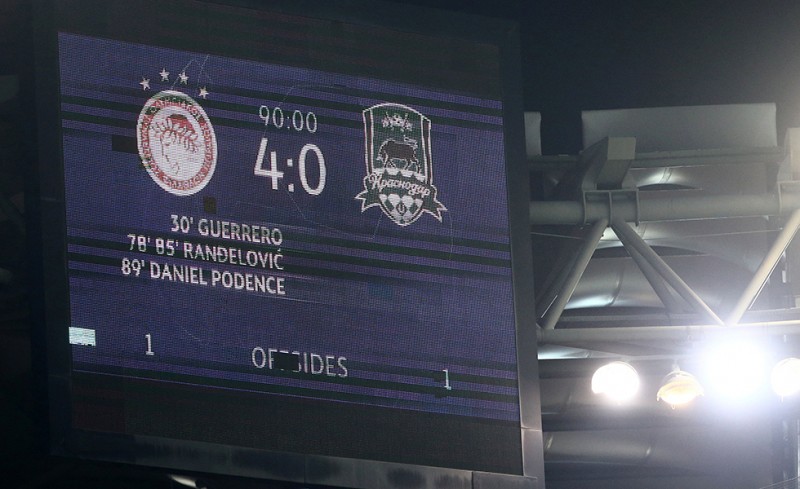 90:00
4:0
Краснодар
30' GUERRERO
78' 85' RANĐELOVIĆ
89' DANIEL PODENCE
1 OFFSIDES 1